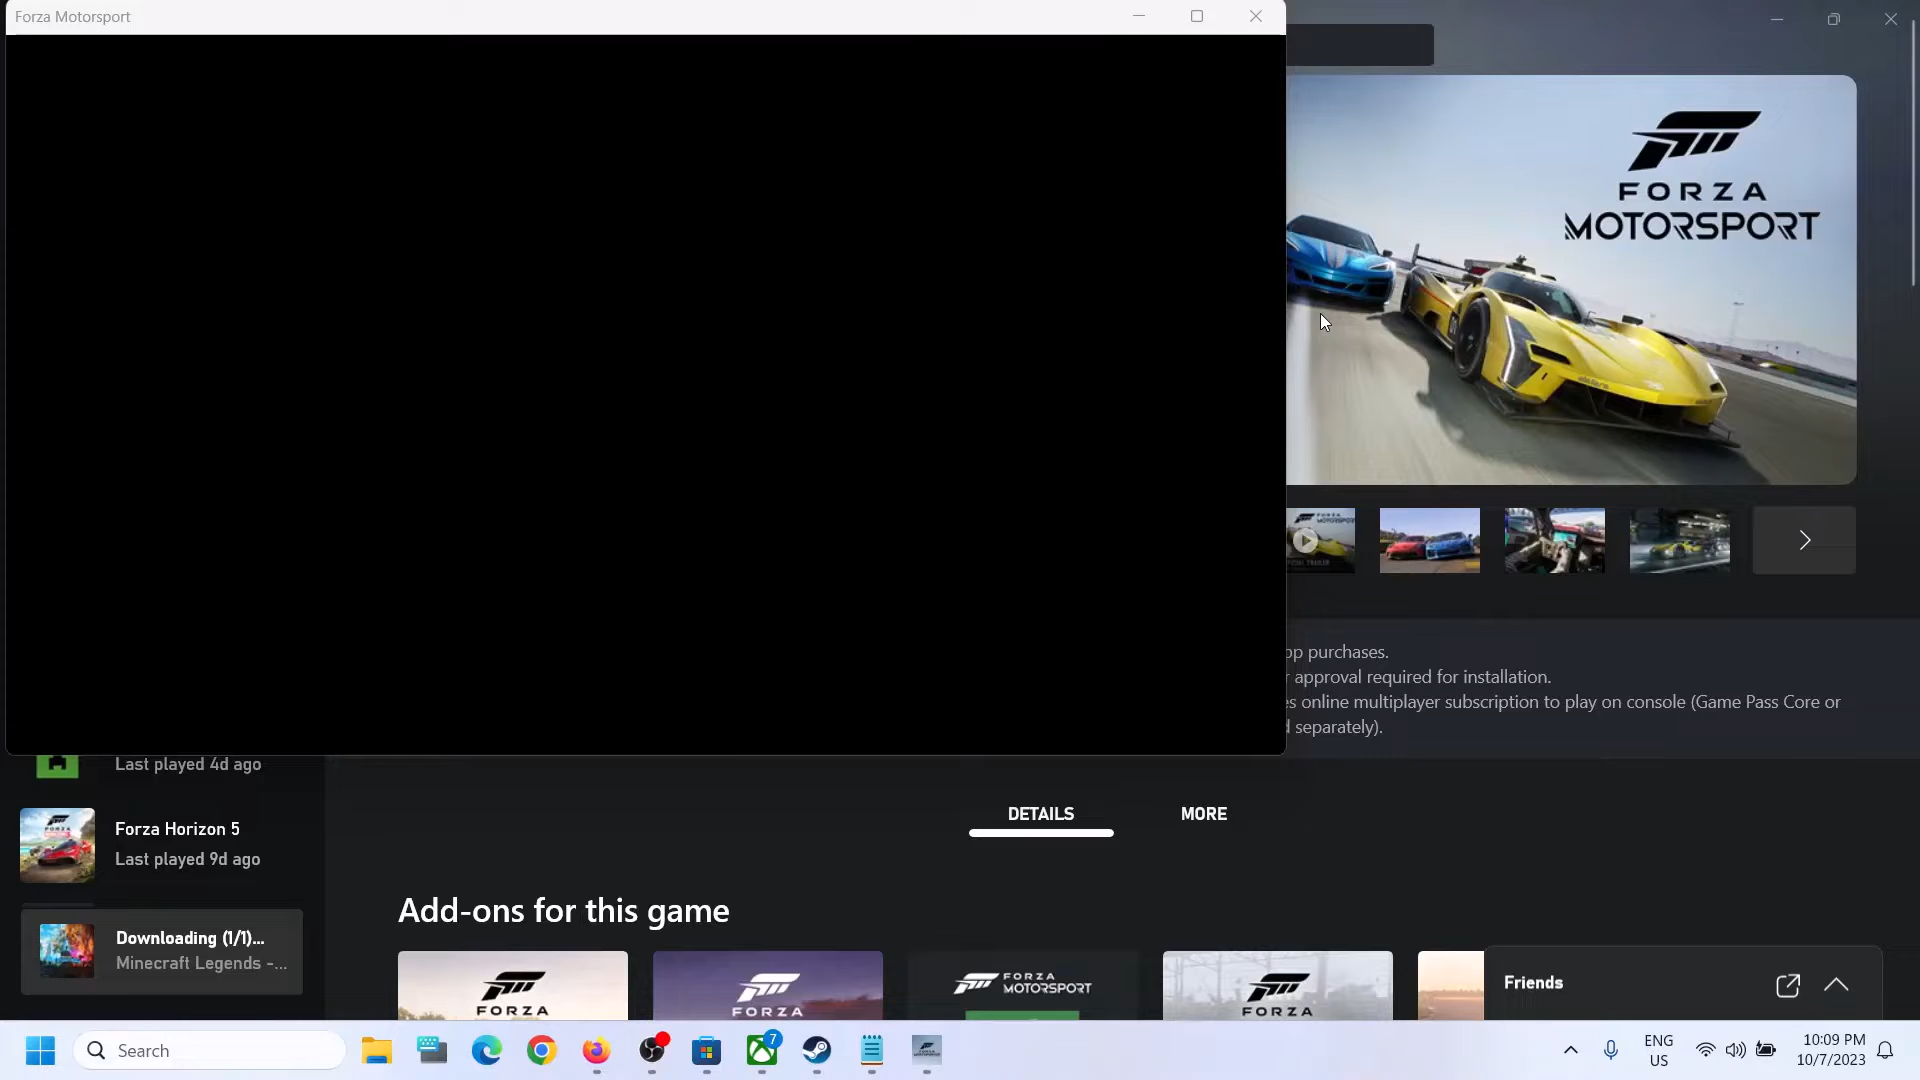 Forza Motorsport
FORZA
MOTORSPORT
pp purchases.
approval required for installation.
es online multiplayer subscription to play on console (Game Pass Core or
d separately).
Last played 4d ago
DETAILS
MORE
Forza Horizon 5
Last played 9d ago
Add-ons for this game
Downloading (1/1)...
Minecraft Legends -...
FORZA
FORZA
FORZA
MOTORSPORT
FORZA
Friends
Search
7
ENG
US
10:09 PM
10/7/2023